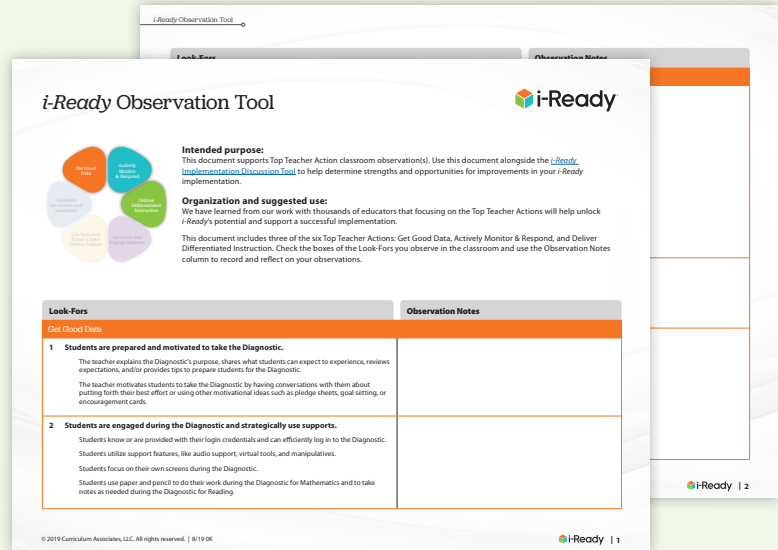 i-Ready Observation Tool
Look-Fors
Observation Notes
i-Ready Observation Tool
i-Ready
Get Good
Data
Actively
Monitor
& Respond
Deliver
Differentiated
Instruction
Intended purpose:
This document supports Top Teacher Action classroom observation(s). Use this document alongside the i-Ready
Implementation Discussion Tool to help determine strengths and opportunities for improvements in your i-Ready
implementation.
Organization and suggested use:
We have learned from our work with thousands of educators that focusing on the Top Teacher Actions will help unlock
i-Ready's potential and support a successful implementation.
This document includes three of the six Top Teacher Actions: Get Good Data, Actively Monitor & Respond, and Deliver
Differentiated Instruction. Check the boxes of the Look-Fors you observe in the classroom and use the Observation Notes
column to record and reflect on your observations.
Look-Fors
Observation Notes
Get Good Data
1 Students are prepared and motivated to take the Diagnostic.
The teacher explains the Diagnostic's purpose, shares what students can expect to experience, reviews
expectations, and/or provides tips to prepare students for the Diagnostic.
The teacher motivates students to take the Diagnostic by having conversations with them about
putting forth their best effort or using other motivational ideas such as pledge sheets, goal setting, or
encouragement cards.
2 Students are engaged during the Diagnostic and strategically use supports.
Students know or are provided with their login credentials and can efficiently log in to the Diagnostic.
Students utilize support features, like audio support, virtual tools, and manipulatives.
Students focus on their own screens during the Diagnostic.
Students use paper and pencil to do their work during the Diagnostic for Mathematics and to take
notes as needed during the Diagnostic for Reading.
i-Ready | 2
© 2019 Curriculum Associates, LLC. All rights reserved. | 8/19 0K
i-Ready | 1